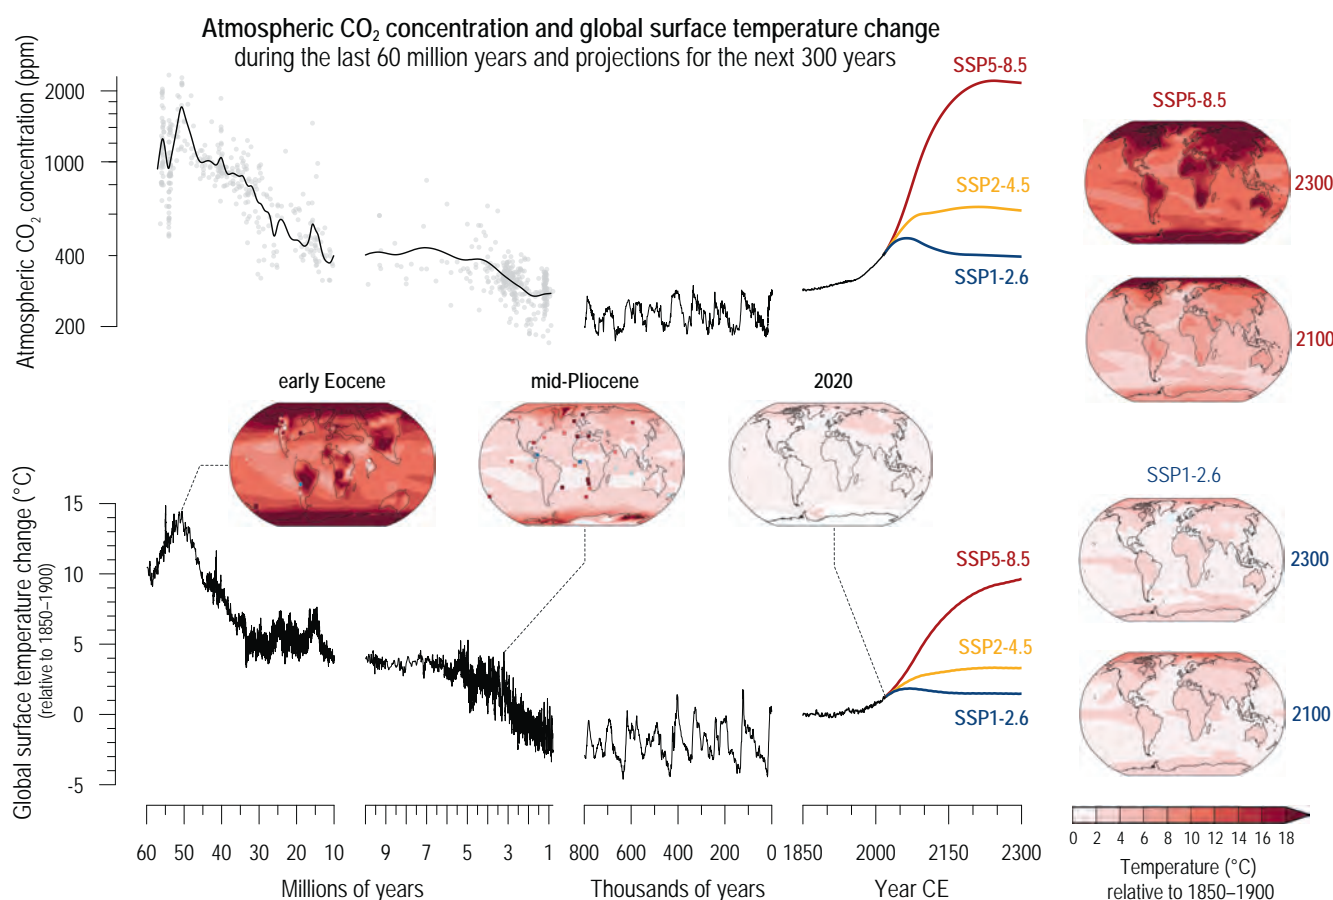 Atmospheric CO₂ concentration and global surface temperature change
during the last 60 million years and projections for the next 300 years
Atmospheric CO₂ concentration (ppm)
2000
1000
400
200
SSP5-8.5
SSP2-4.5
SSP1-2.6
SSP5-8.5
2300
2100
early Eocene
mid-Pliocene
2020
Global surface temperature change (°C)
(relative to 1850–1900)
15
10
5
0
-5
SSP5-8.5
SSP2-4.5
SSP1-2.6
SSP1-2.6
2300
2100
60 50 40 30 20 10
9 7 5 3 1
800 600 400 200 0
1850 2000 2150 2300
Millions of years
Thousands of years
Year CE
0 2 4 6 8 10 12 14 16 18
Temperature (°C)
relative to 1850–1900